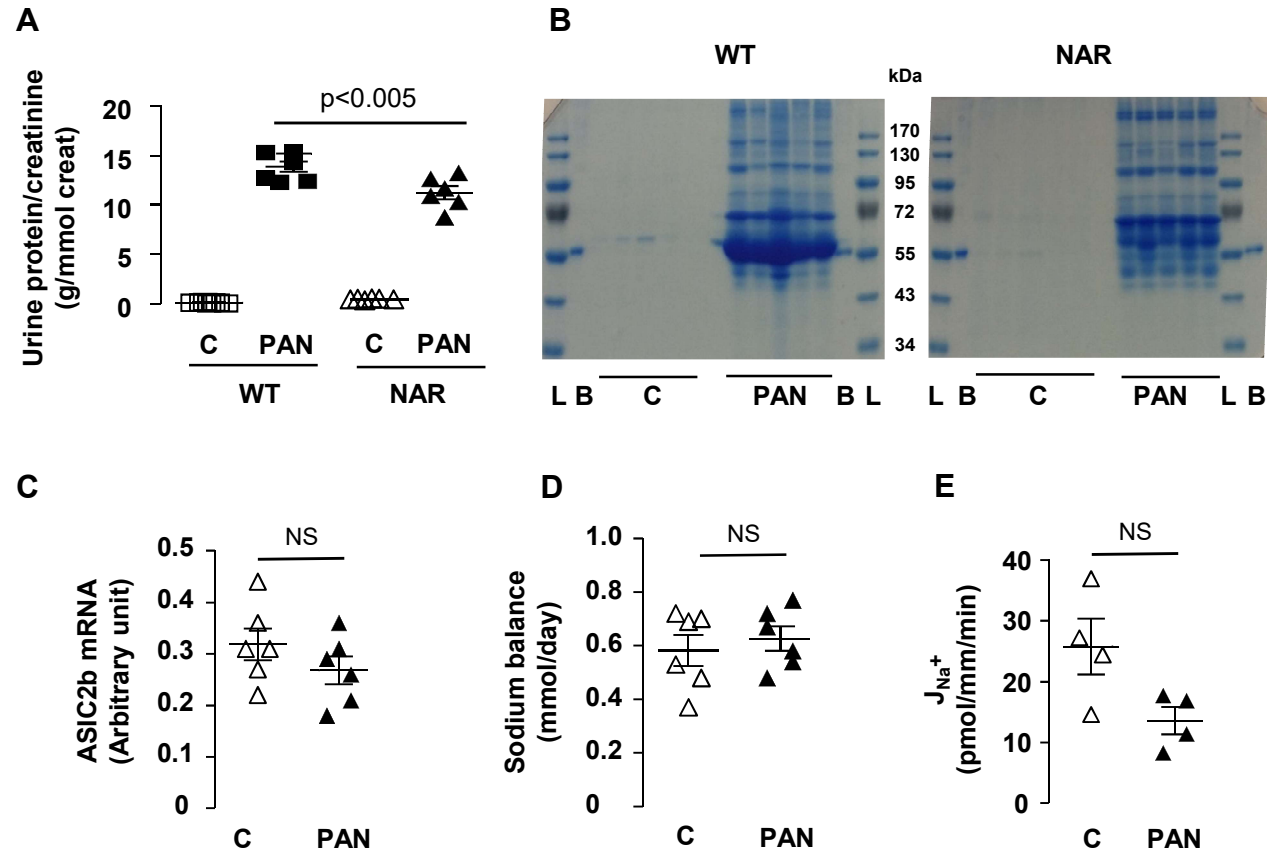 A
Urine protein/creatinine
(g/mmol creat)
20
15
10
5
0
p<0.005
C PAN C PAN
WT NAR
B
WT
kDa
NAR
170
130
95
72
55
43
34
L B C PAN B L
L B C PAN L B
C
ASIC2b mRNA
(Arbitrary unit)
0.5
0.4
0.3
0.2
0.1
0
NS
C PAN
D
Sodium balance
(mmol/day)
1.0
0.8
0.6
0.4
0.2
0
NS
C PAN
E
JNa+
(pmol/mm/min)
40
30
20
10
0
NS
C PAN